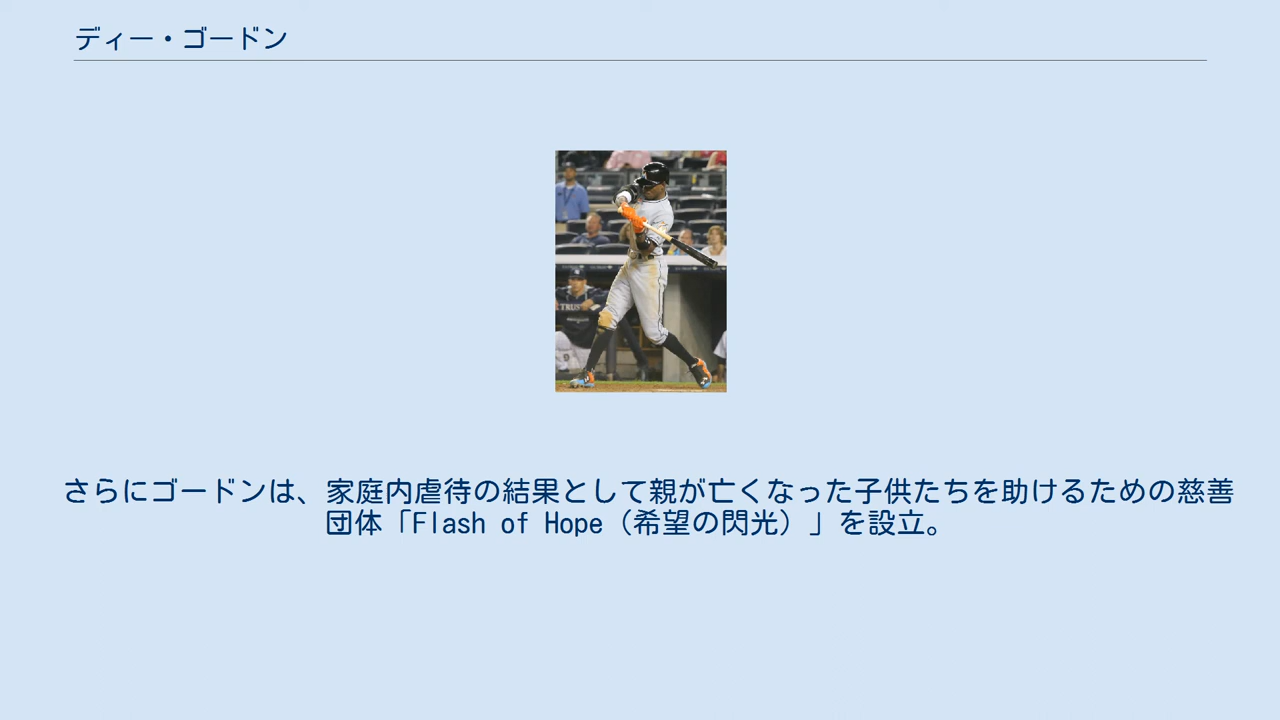 ディー・ゴードン
さらにゴードンは、家庭内虐待の結果として親が亡くなった子供たちを助けるための慈善
団体「Flash of Hope（希望の閃光）」を設立。